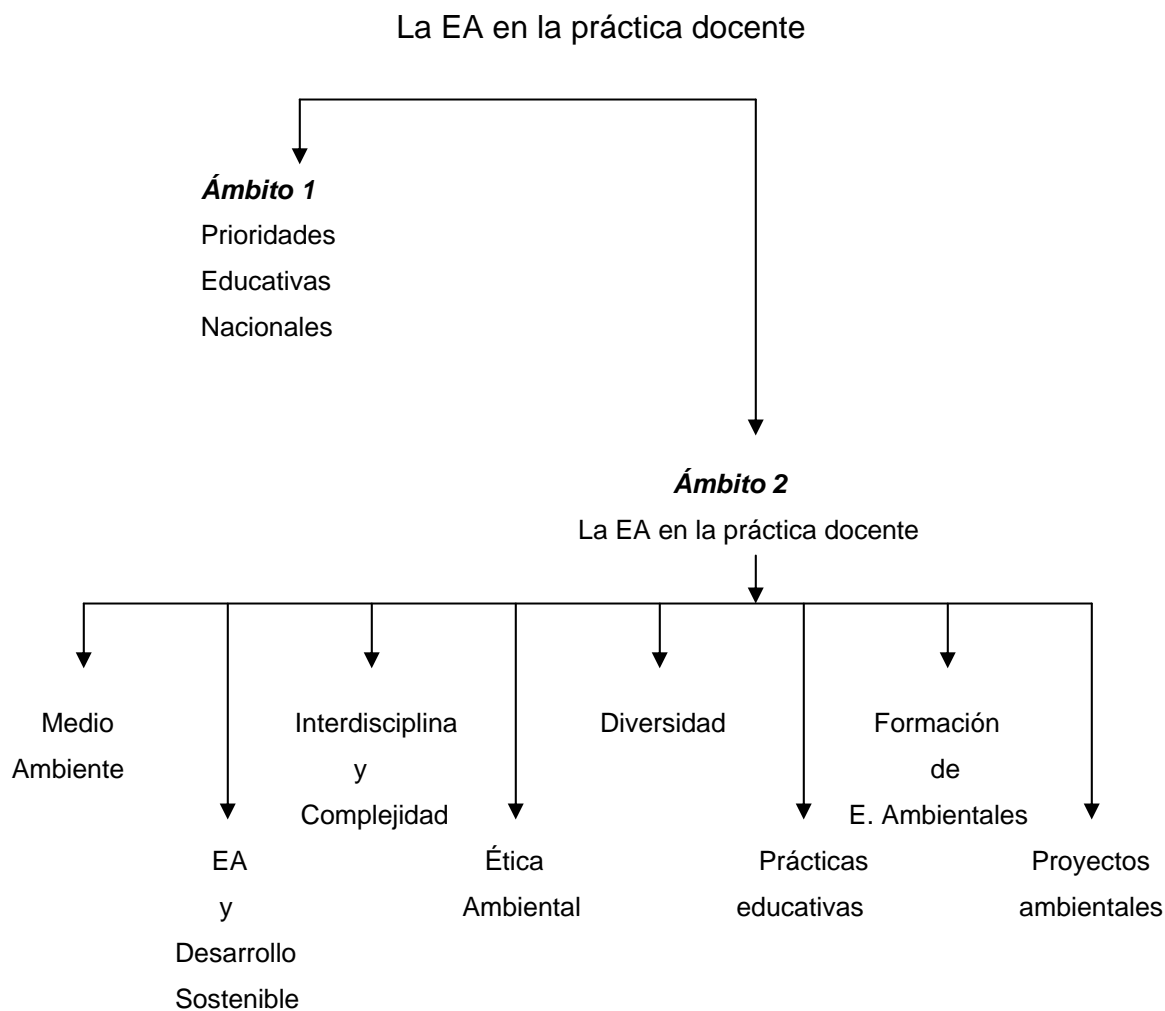 La EA en la práctica docente
Ámbito 1
Prioridades
Educativas
Nacionales
Ámbito 2
La EA en la práctica docente
Medio
Ambiente
EA
y
Desarrollo
Sostenible
Interdisciplina
y
Complejidad
Ética
Ambiental
Diversidad
Prácticas
educativas
Formación
de
E. Ambientales
Proyectos
ambientales